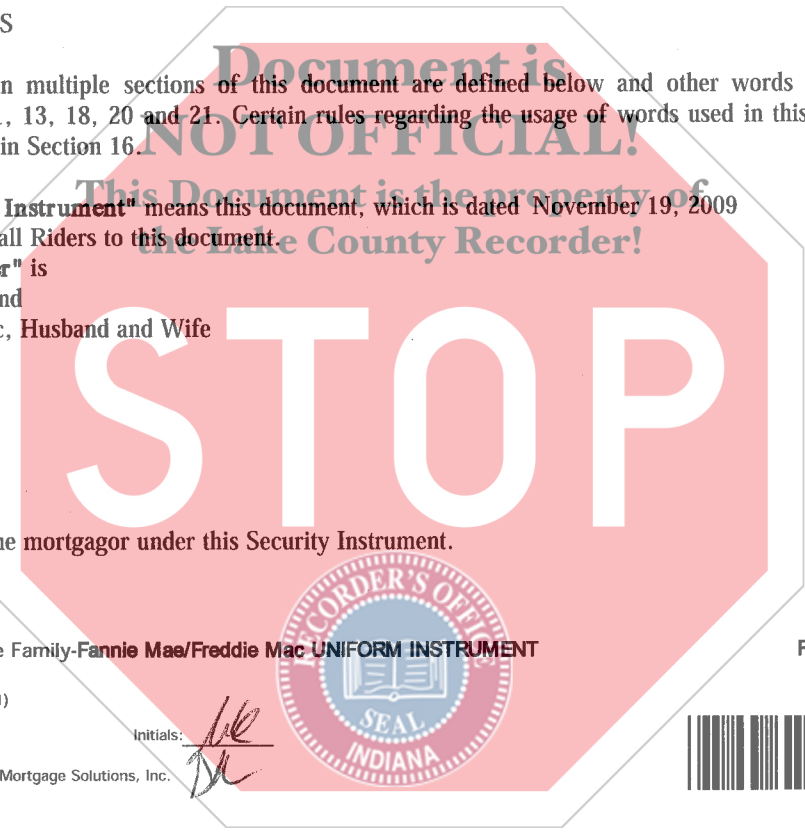 S
Document is
n multiple sections of this document are defined below and other words
, 13, 18, 20 and 21. Certain rules regarding the usage of words used in this
NOT OFFICIAL!
in Section 16.
This Document is the property of
Instrument" means this document, which is dated November 19, 2009
the Lake County Recorder!
all Riders to this document.
r" is
nd
c, Husband and Wife
STOP
he mortgagor under this Security Instrument.
RECORDER'S OFFICE
SEAL
INDIANA
e Family-Fannie Mae/Freddie Mac UNIFORM INSTRUMENT
F
)
Initials:
Mortgage Solutions, Inc.